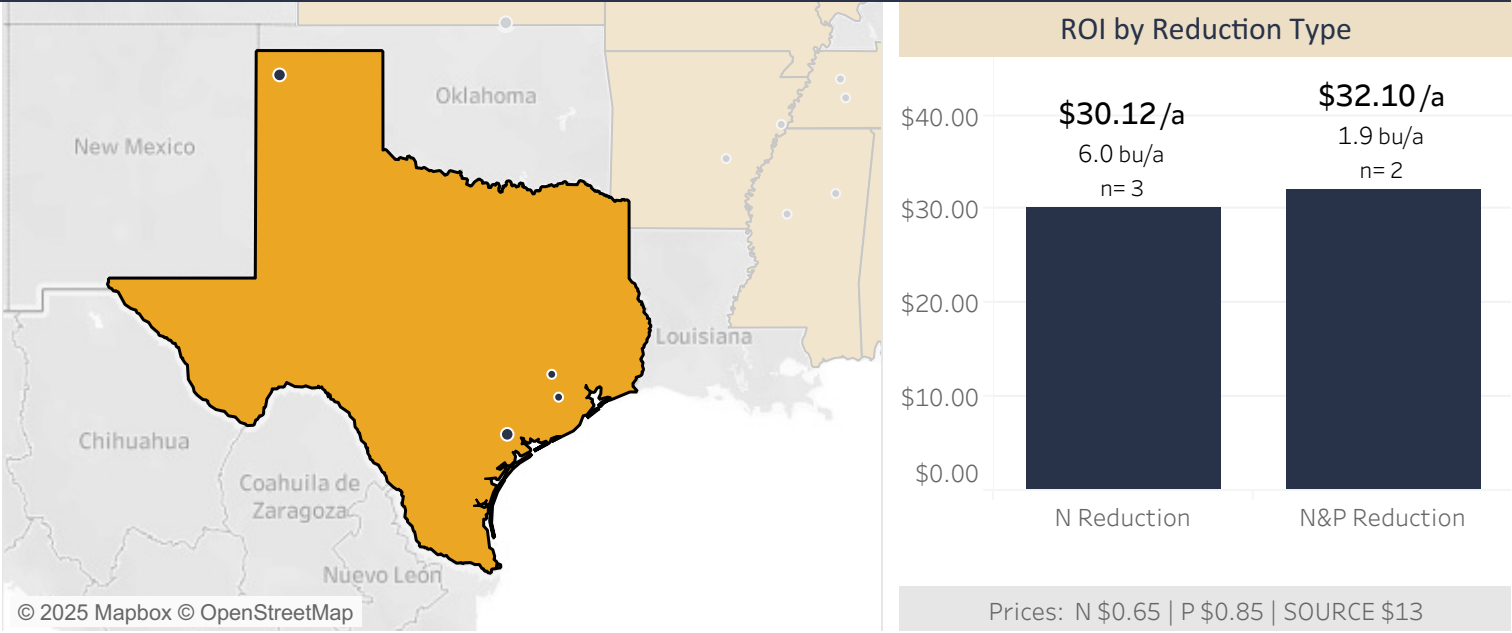 Oklahoma
New Mexico
Louisiana
Chihuahua
Coahuila de
Zaragoza
Nuevo León
© 2025 Mapbox © OpenStreetMap
ROI by Reduction Type
$40.00
$30.00
$20.00
$10.00
$0.00
$30.12/a
6.0 bu/a
n= 3
$32.10/a
1.9 bu/a
n= 2
N Reduction
N&P Reduction
Prices: N $0.65 | P $0.85 | SOURCE $13